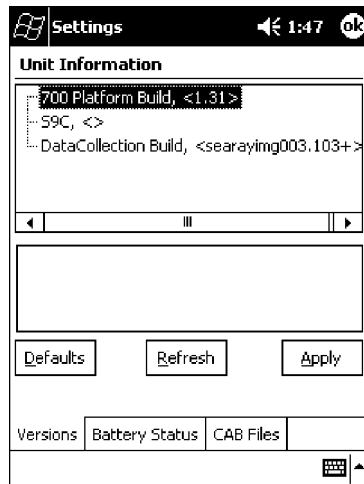 Settings 1:47 ok
Unit Information
700 Platform Build, <1.31>
S9C, <>
DataCollection Build, <searayimg003.103+>
Defaults Refresh Apply
Versions Battery Status CAB Files